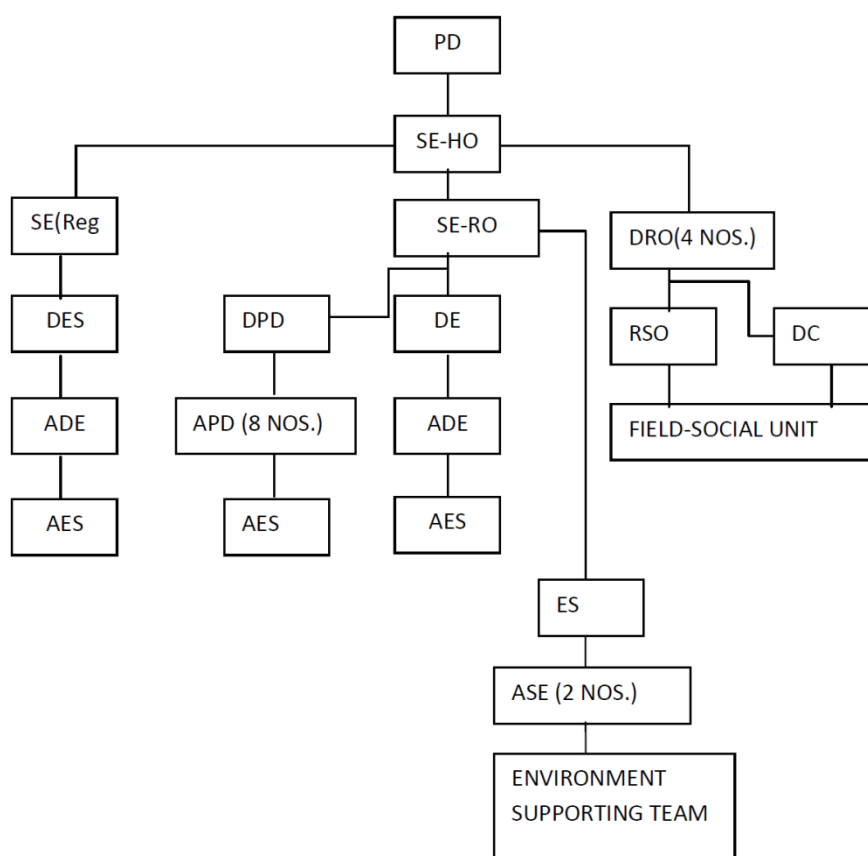 PD
SE-HO
SE(Reg
SE-RO
DRO(4 NOS.)
DES
DPD
DE
RSO
DC
ADE
APD (8 NOS.)
ADE
FIELD-SOCIAL UNIT
AES
AES
AES
ES
ASE (2 NOS.)
ENVIRONMENT
SUPPORTING TEAM